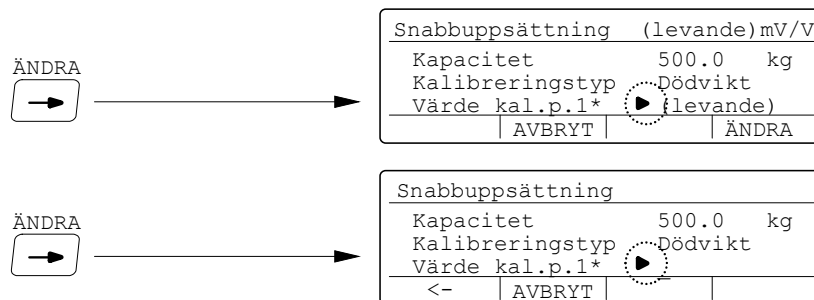 Snabbuppsättning (levande)mV/V
ÄNDRA
Kapacitet 500.0 kg
Kalibreringstyp Dödvikt
Värde kal.p.1* (levande)
AVBRYT ÄNDRA
Snabbuppsättning
ÄNDRA
Kapacitet 500.0 kg
Kalibreringstyp Dödvikt
Värde kal.p.1* _
<- AVBRYT